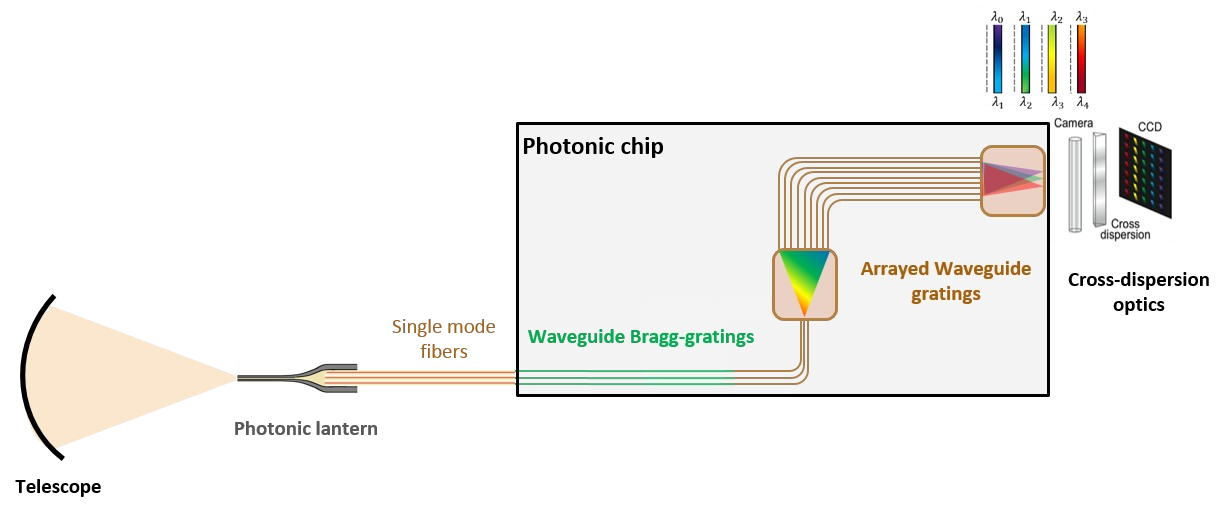 λ0 λ1 λ2 λ3
λ1 λ2 λ3 λ4
Camera
CCD
Photonic chip
Cross
dispersion
Arrayed Waveguide
gratings
Cross-dispersion
optics
Single mode
fibers
Waveguide Bragg-gratings
Photonic lantern
Telescope